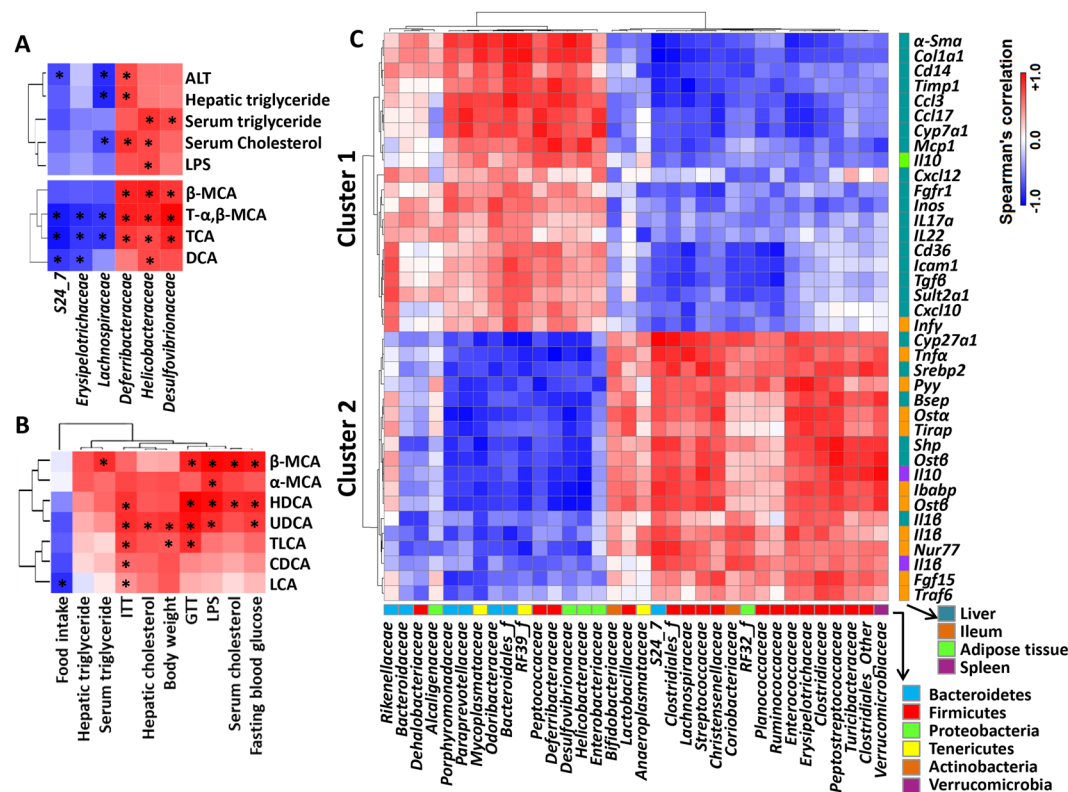 A
ALT
Hepatic triglyceride
Serum triglyceride
Serum Cholesterol
LPS
β-MCA
T-α,β-MCA
TCA
DCA
S24_7
Erysipelotrichaceae
Lachnospiraceae
Deferribacteraceae
Helicobacteraceae
Desulfovibrionaceae
B
β-MCA
α-MCA
HDCA
UDCA
TLCA
CDCA
LCA
Food intake
Hepatic triglyceride
Serum triglyceride
ITT
Hepatic cholesterol
Body weight
GTT
LPS
Serum cholesterol
Fasting blood glucose
C
Cluster 1
Cluster 2
α-Sma
Col1a1
Cd14
Timp1
Ccl3
Ccl17
Cyp7a1
Mcp1
Il10
Cxcl12
Fgfr1
Inos
IL17a
IL22
Cd36
Icam1
Tgfβ
Sult2a1
Cxcl10
Infγ
Cyp27a1
Tnfα
Srebp2
Pyy
Bsep
Ostα
Tirap
Shp
Ostβ
Il10
Ibabp
Ostβ
Il1β
Il1β
Nur77
Il1β
Fgf15
Traf6
Rikenellaceae
Bacteroidaceae
Dehalobacteriaceae
Alcaligenaceae
Porphyromonadaceae
Paraprevotellaceae
Mycoplasmataceae
Odoribacteraceae
Bacteroidales_f
RF39_f
Peptococcaceae
Deferribacteraceae
Desulfovibrionaceae
Helicobacteraceae
Enterobacteriaceae
Bifidobacteriaceae
Lactobacillaceae
Anaeroplasmataceae
S24_7
Clostridiales_f
Lachnospiraceae
Streptococcaceae
Christensenellaceae
Coriobacteriaceae
RF32_f
Planococcaceae
Ruminococcaceae
Enterococcaceae
Erysipelotrichaceae
Clostridiaceae
Peptostreptococcaceae
Turicibacteraceae
Clostridiales_Other
Verrucomicrobiaceae
Spearman's correlation
+1.0
0.0
-1.0
Liver
Ileum
Adipose tissue
Spleen
Bacteroidetes
Firmicutes
Proteobacteria
Tenericutes
Actinobacteria
Verrucomicrobia